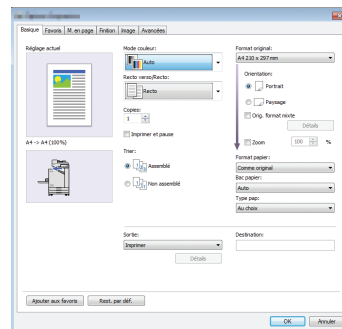 Basique Favoris M. en page Finition Image Avancées
Réglage actuel
A4 -> A4 (100%)
Mode couleur:
Auto
Recto verso/Recto:
Recto
Copies:
1
Imprimer et pause
Trier:
Assemblé
Non assemblé
Format original:
A4 210 x 297 mm
Orientation:
Portrait
Paysage
Orig. format mixte
Détails
Zoom 100 %
Format papier:
Comme original
Bac papier:
Auto
Type pap:
Au choix
Sortie:
Imprimer
Détails
Destination:
Ajouter aux favoris Rest. par déf.
OK Annuler